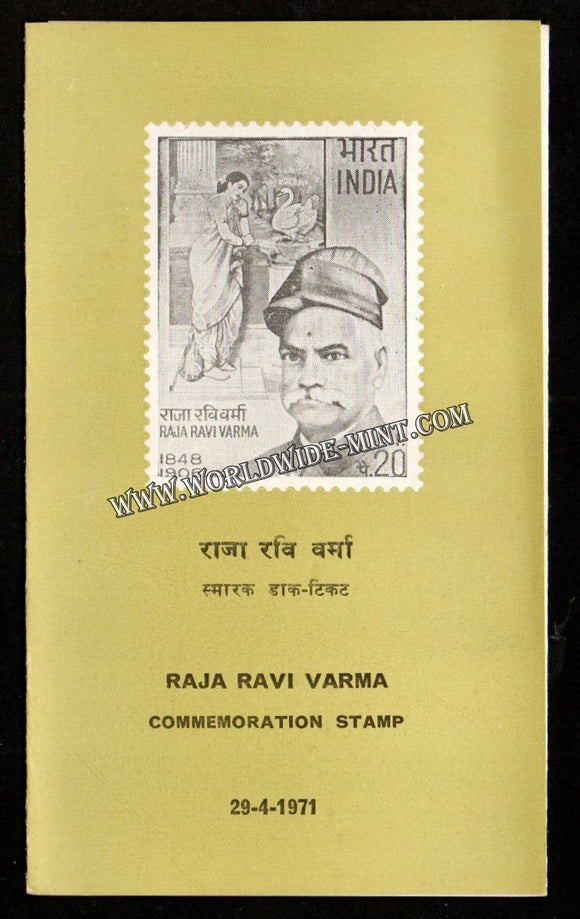 भारत
INDIA
राजा रवि वर्मा
RAJA RAVI VARMA
1848
1906
पै.20
WWW.WORLDWIDE-MINT.COM
राजा रवि वर्मा
स्मारक डाक-टिकट
RAJA RAVI VARMA
COMMEMORATION STAMP
29-4-1971